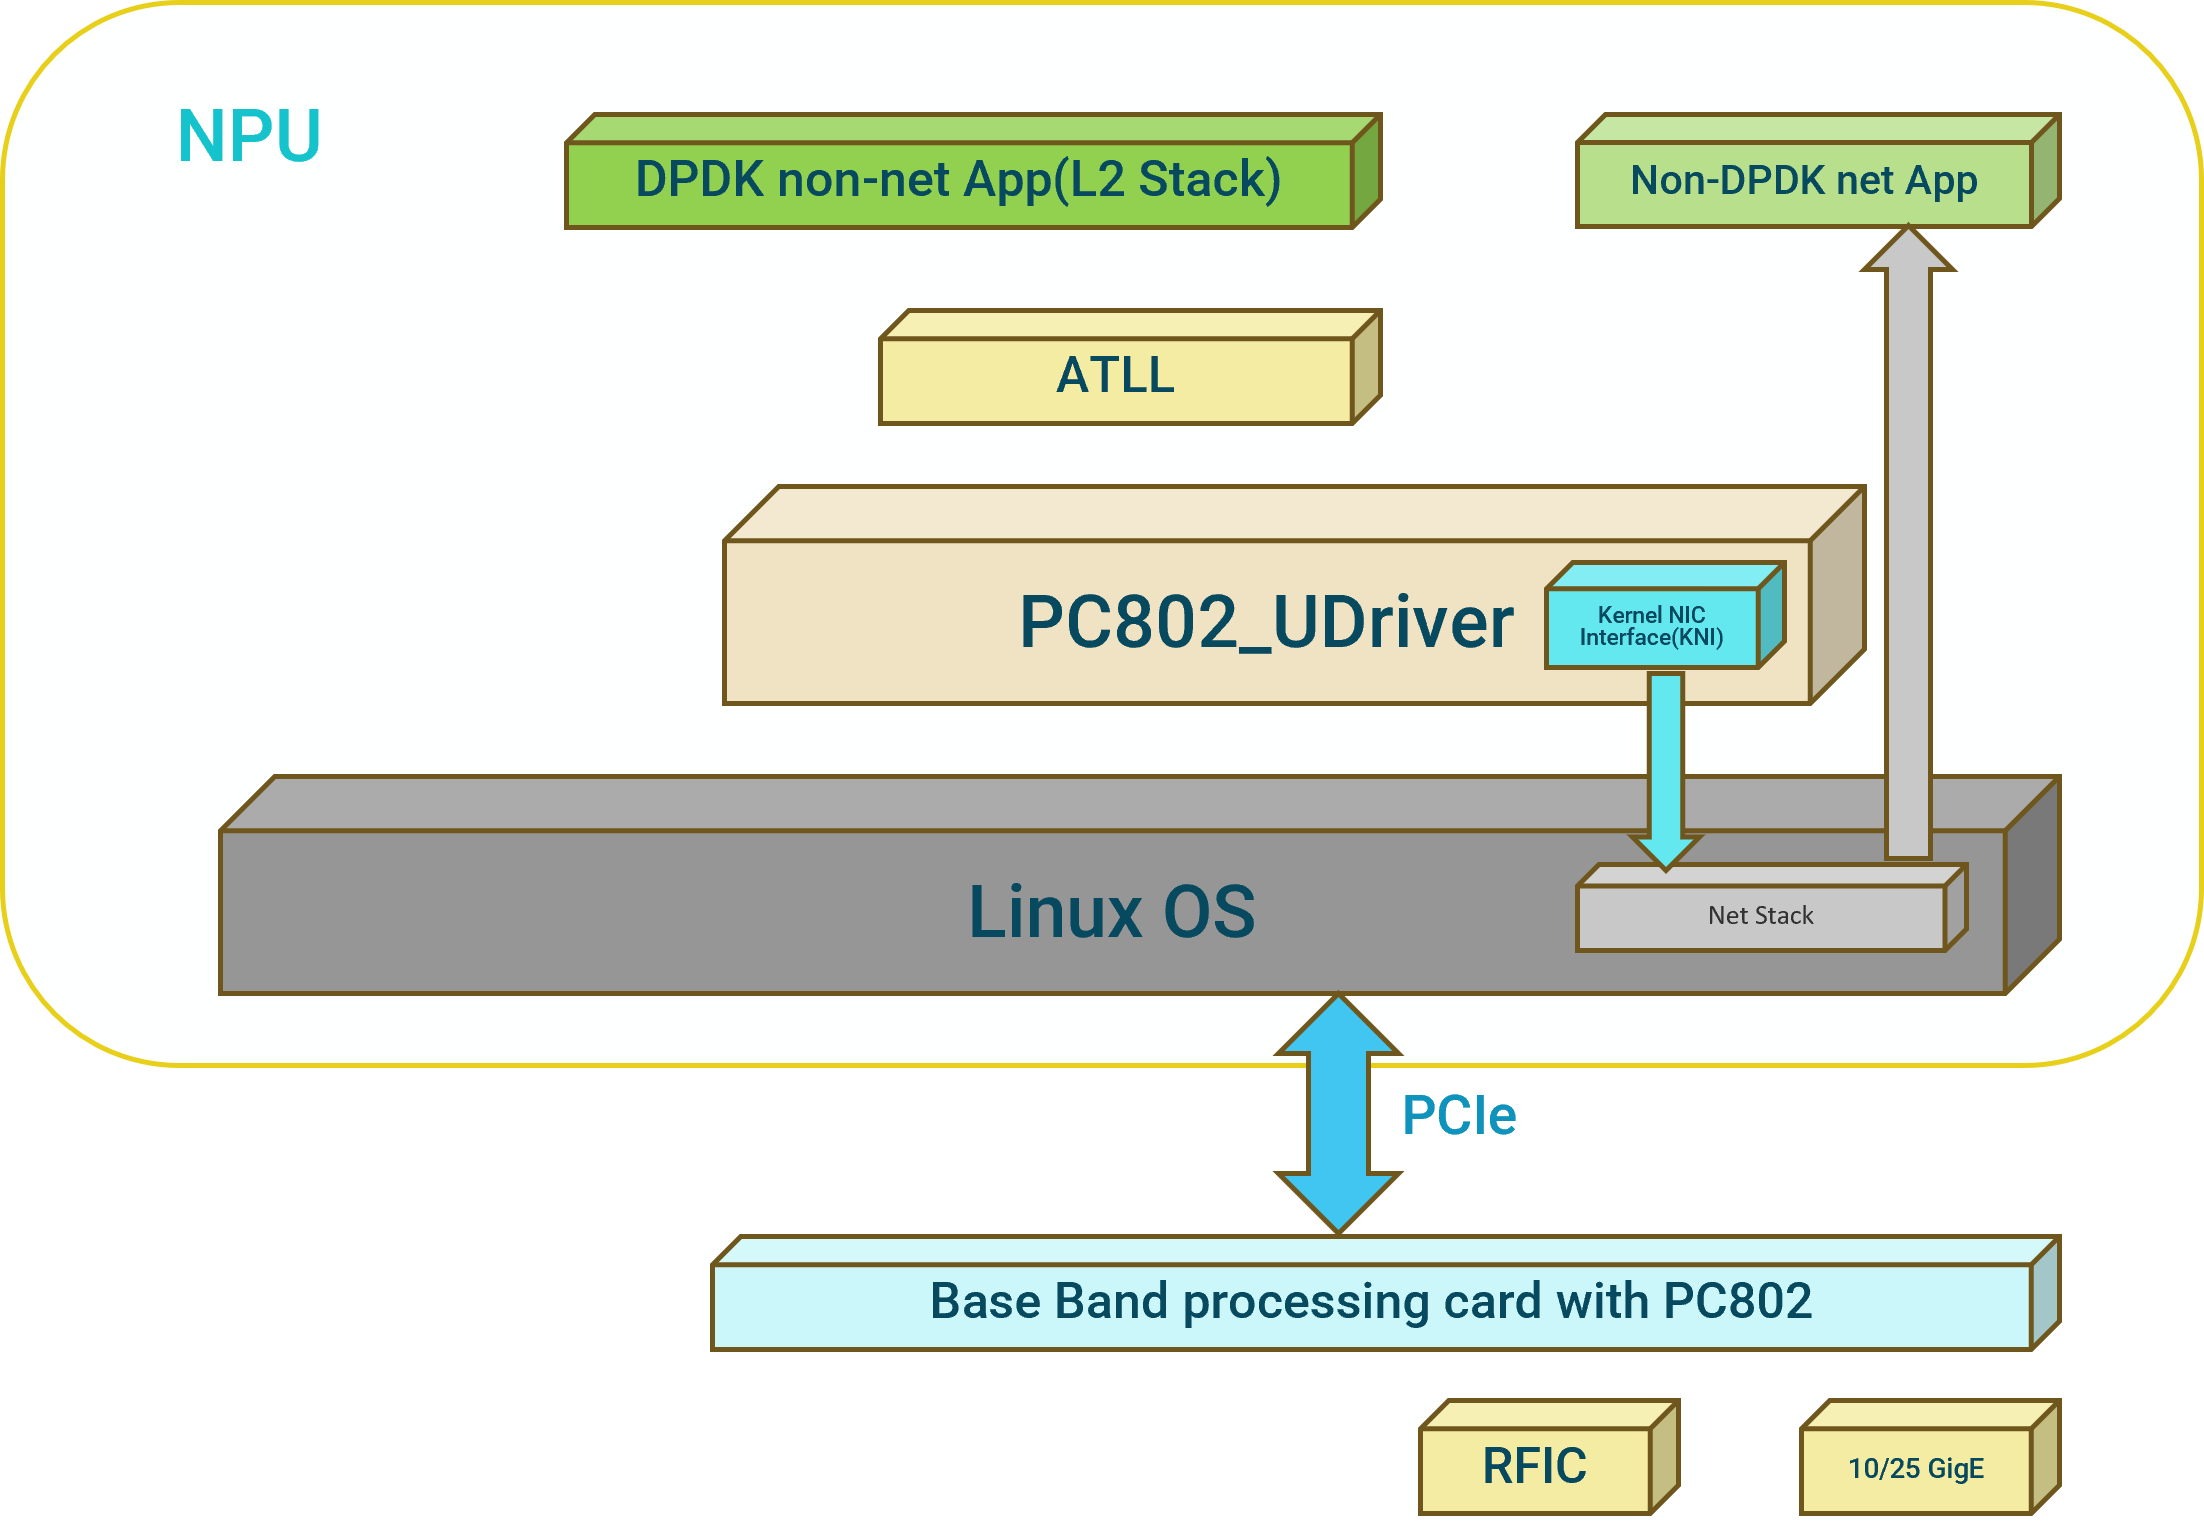 NPU
DPDK non-net App(L2 Stack)
Non-DPDK net App
ATLL
PC802_UDriver
Kernel NIC
Interface(KNI)
Linux OS
Net Stack
PCIe
Base Band processing card with PC802
RFIC
10/25 GigE